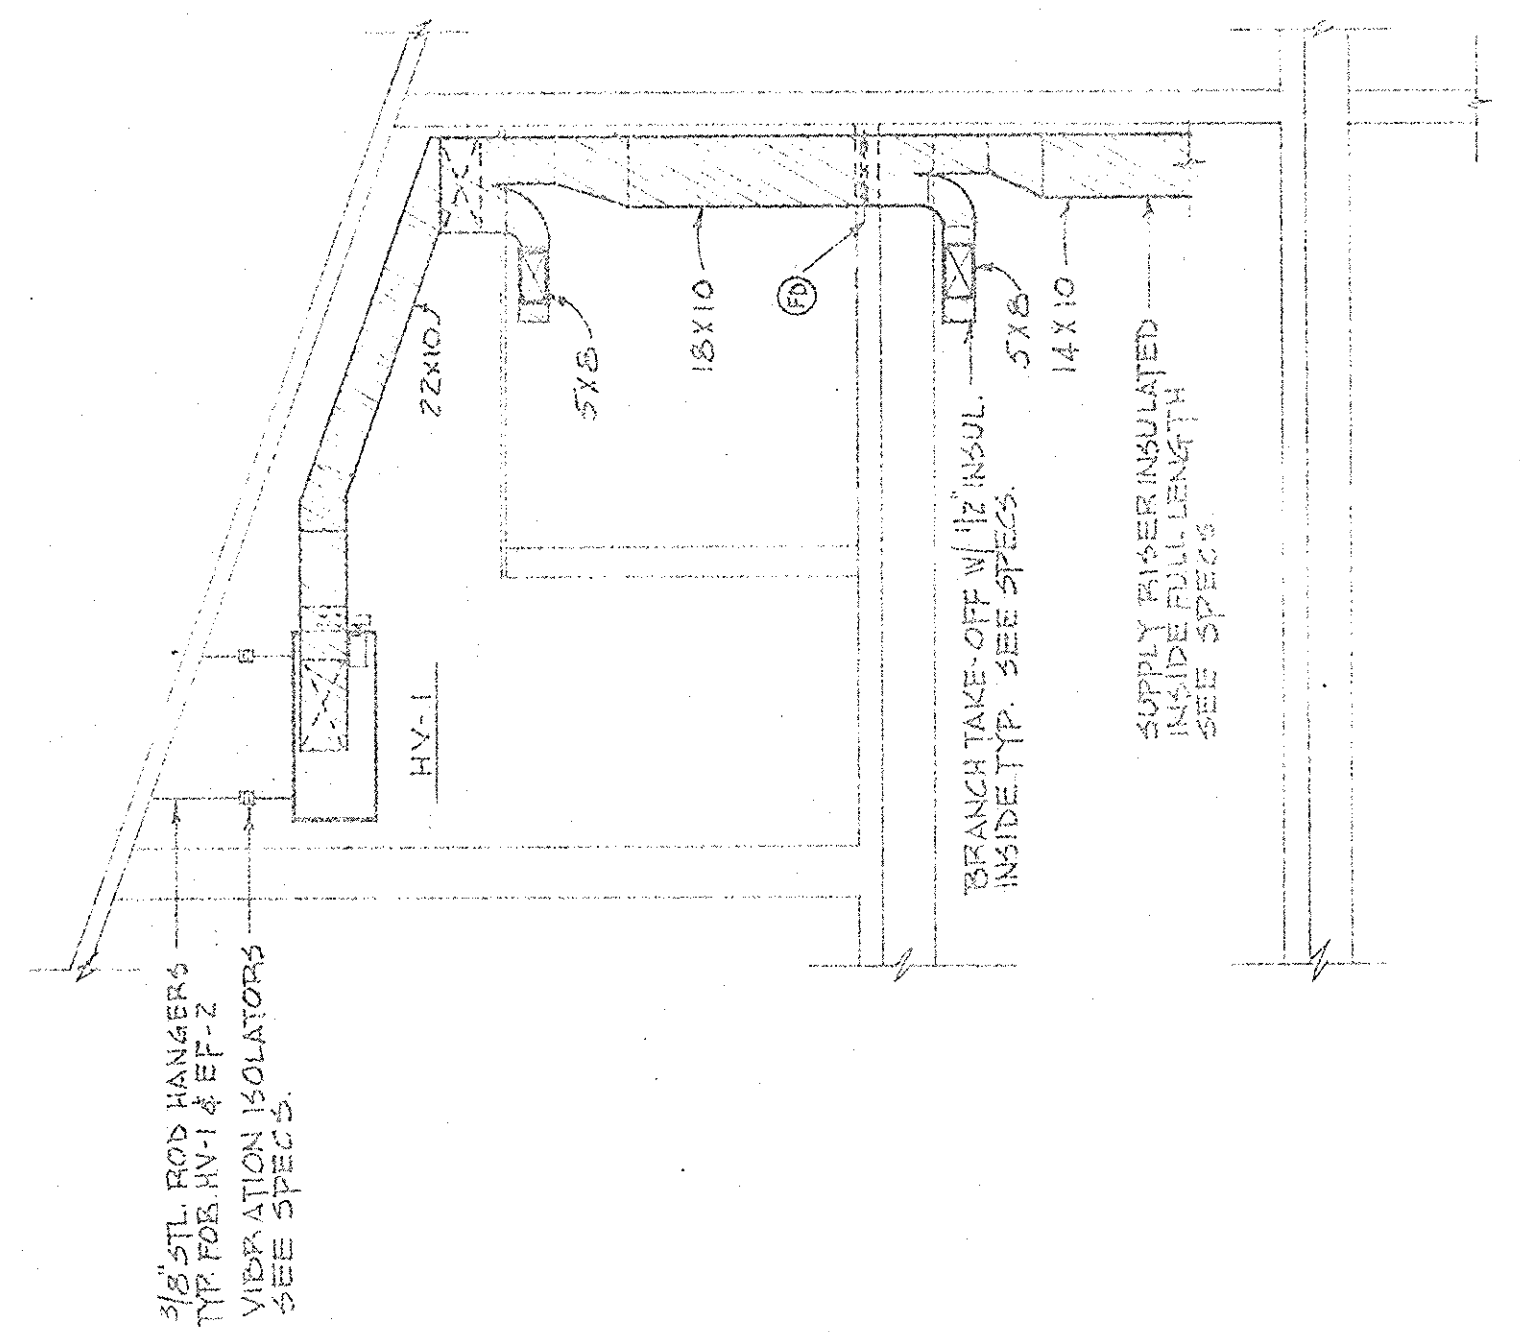 3/8" STL. ROD HANGERS
TYP. FOR HV-1 & EF-2
VIBRATION ISOLATORS
SEE SPECS.
HV-1
22X10
5X8
18X10
FD
BRANCH TAKE-OFF W/ 1/2" INSUL.
INSIDE TYP. SEE SPECS.
5X8
14X10
SUPPLY RISER INSULATED
INSIDE FULL LENGTH
SEE SPECS